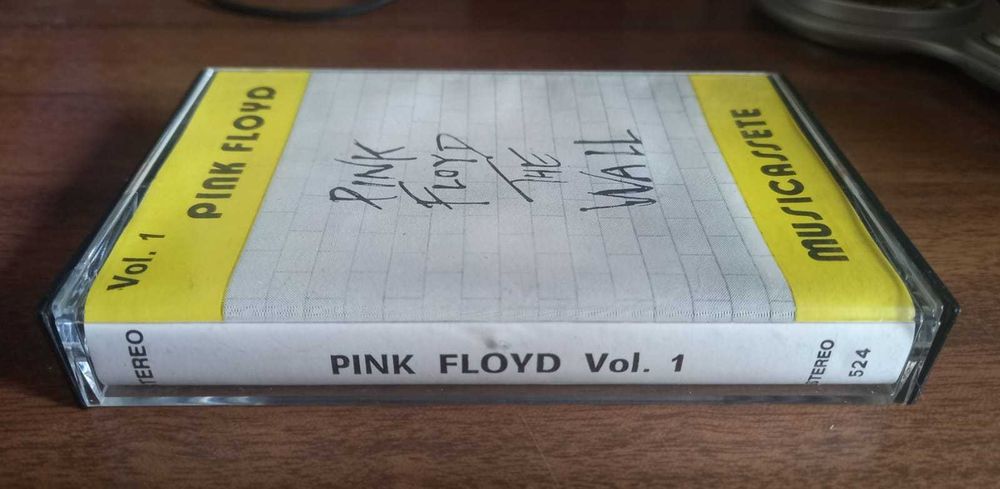 PINK FLOYD
Vol. 1
PINK
FLOYD
THE
WALL
MUSICASSETE
STEREO
PINK FLOYD Vol. 1
STEREO
524